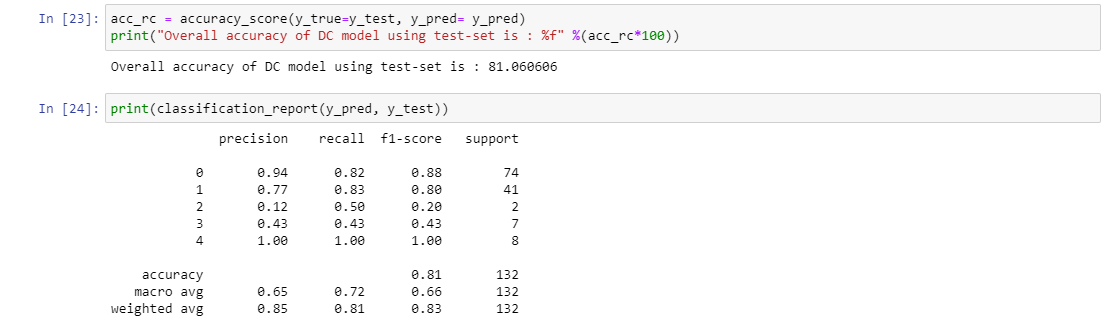 In [23]: acc_rc = accuracy_score(y_true=y_test, y_pred= y_pred)
print("Overall accuracy of DC model using test-set is : %f" %(acc_rc*100))
Overall accuracy of DC model using test-set is : 81.060606
In [24]: print(classification_report(y_pred, y_test))
precision recall f1-score support
0 0.94 0.82 0.88 74
1 0.77 0.83 0.80 41
2 0.12 0.50 0.20 2
3 0.43 0.43 0.43 7
4 1.00 1.00 1.00 8
accuracy 0.81 132
macro avg 0.65 0.72 0.66 132
weighted avg 0.85 0.81 0.83 132